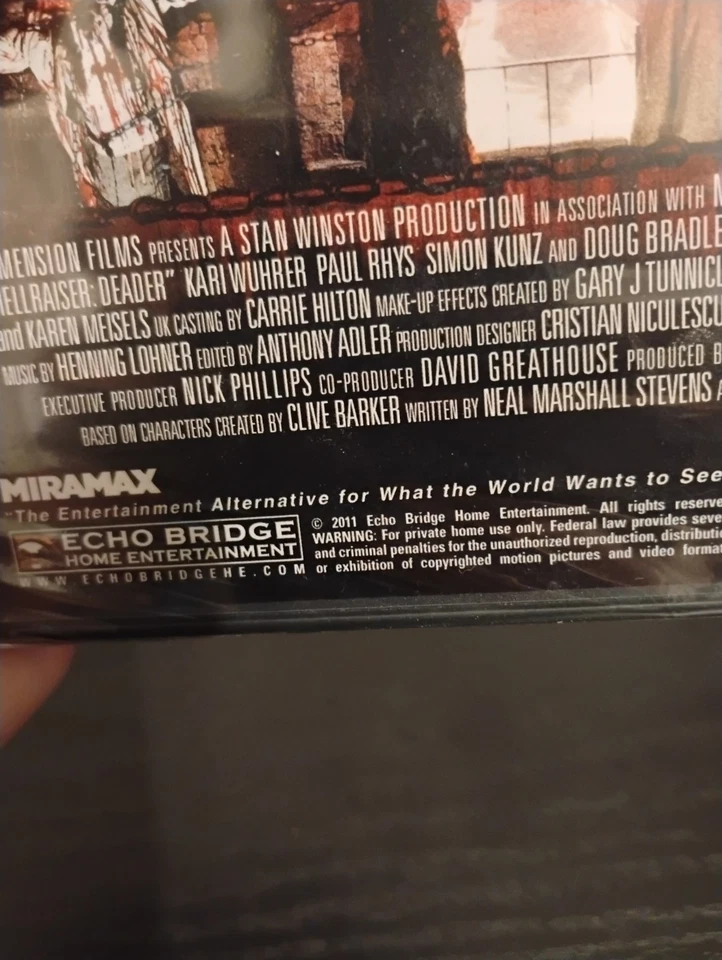 MENSION FILMS PRESENTS A STAN WINSTON PRODUCTION IN ASSOCIATION WITH
ELLRAISER: DEADER" KARI WUHRER PAUL RHYS SIMON KUNZ AND DOUG BRADLE
and KAREN MEISELS UK CASTING BY CARRIE HILTON MAKE-UP EFFECTS CREATED BY GARY J TUNNICL
MUSIC BY HENNING LOHNER EDITED BY ANTHONY ADLER PRODUCTION DESIGNER CRISTIAN NICULESCU
EXECUTIVE PRODUCER NICK PHILLIPS CO-PRODUCER DAVID GREATHOUSE PRODUCED B
BASED ON CHARACTERS CREATED BY CLIVE BARKER WRITTEN BY NEAL MARSHALL STEVENS
MIRAMAX
"The Entertainment Alternative for What the World Wants to See
ECHO BRIDGE
HOME ENTERTAINMENT
WWW.ECHOBRIDGEHE.COM
© 2011 Echo Bridge Home Entertainment. All rights reserve
WARNING: For private home use only. Federal law provides seve
and criminal penalties for the unauthorized reproduction, distributi
or exhibition of copyrighted motion pictures and video forma